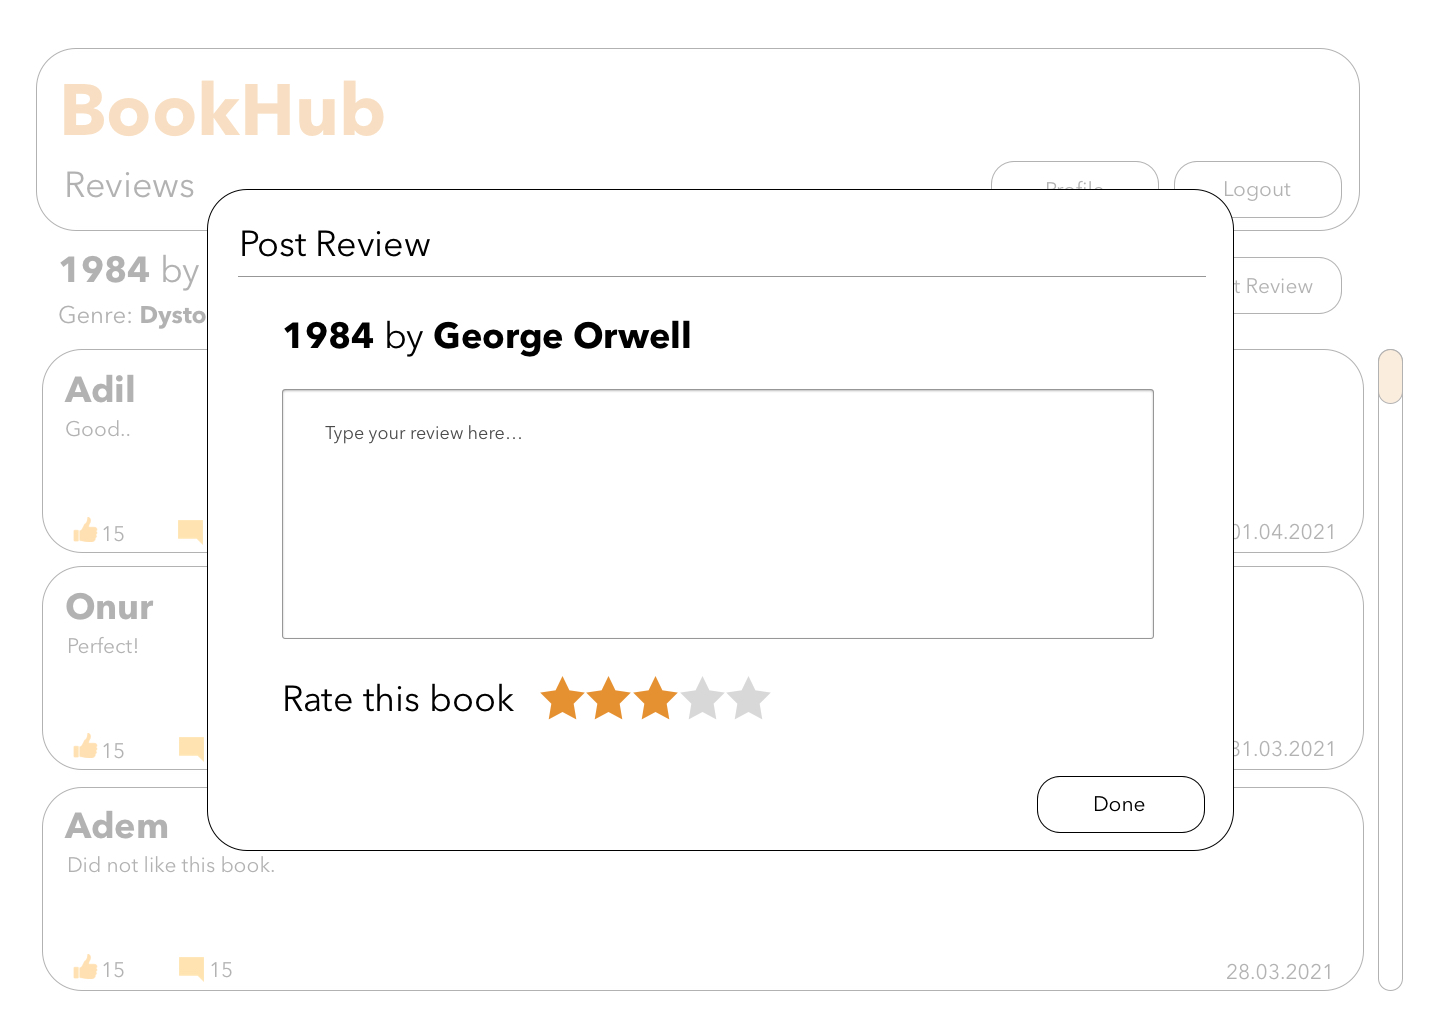 BookHub
Reviews
Profile
Logout
Post Review
1984 by
t Review
Genre: Dysto
1984 by George Orwell
Adil
Good..
Type your review here...
15
01.04.2021
Onur
Perfect!
Rate this book
15
31.03.2021
Done
Adem
Did not like this book.
15
15
28.03.2021